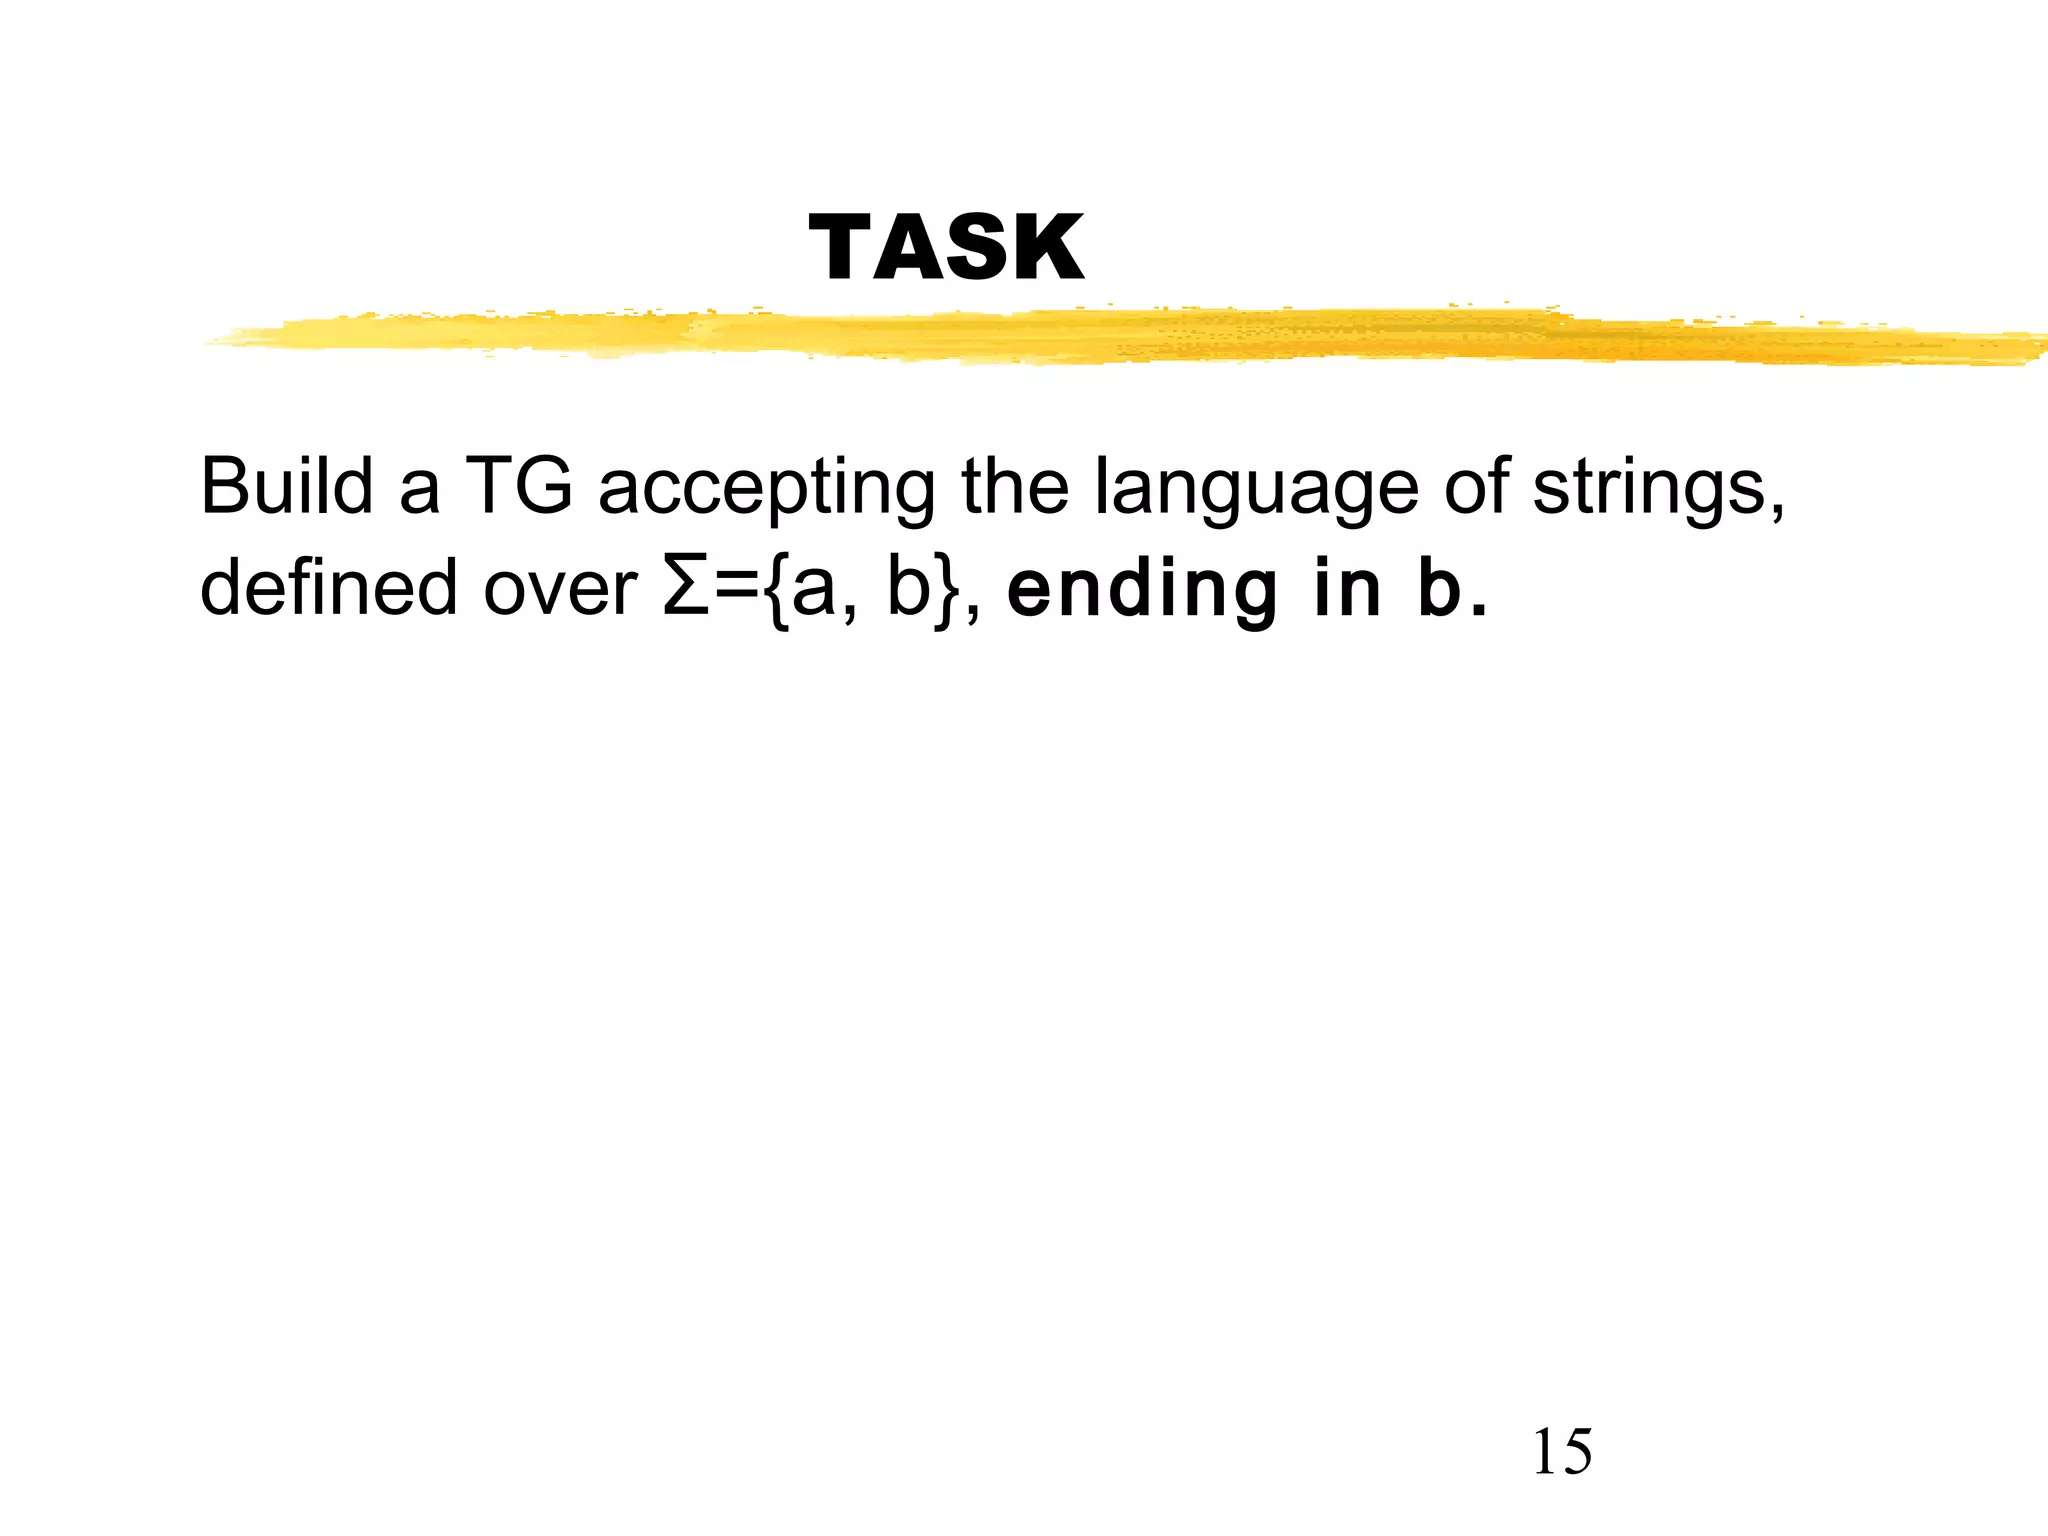 TASK
Build a TG accepting the language of strings,
defined over Σ={a, b}, ending in b.
15